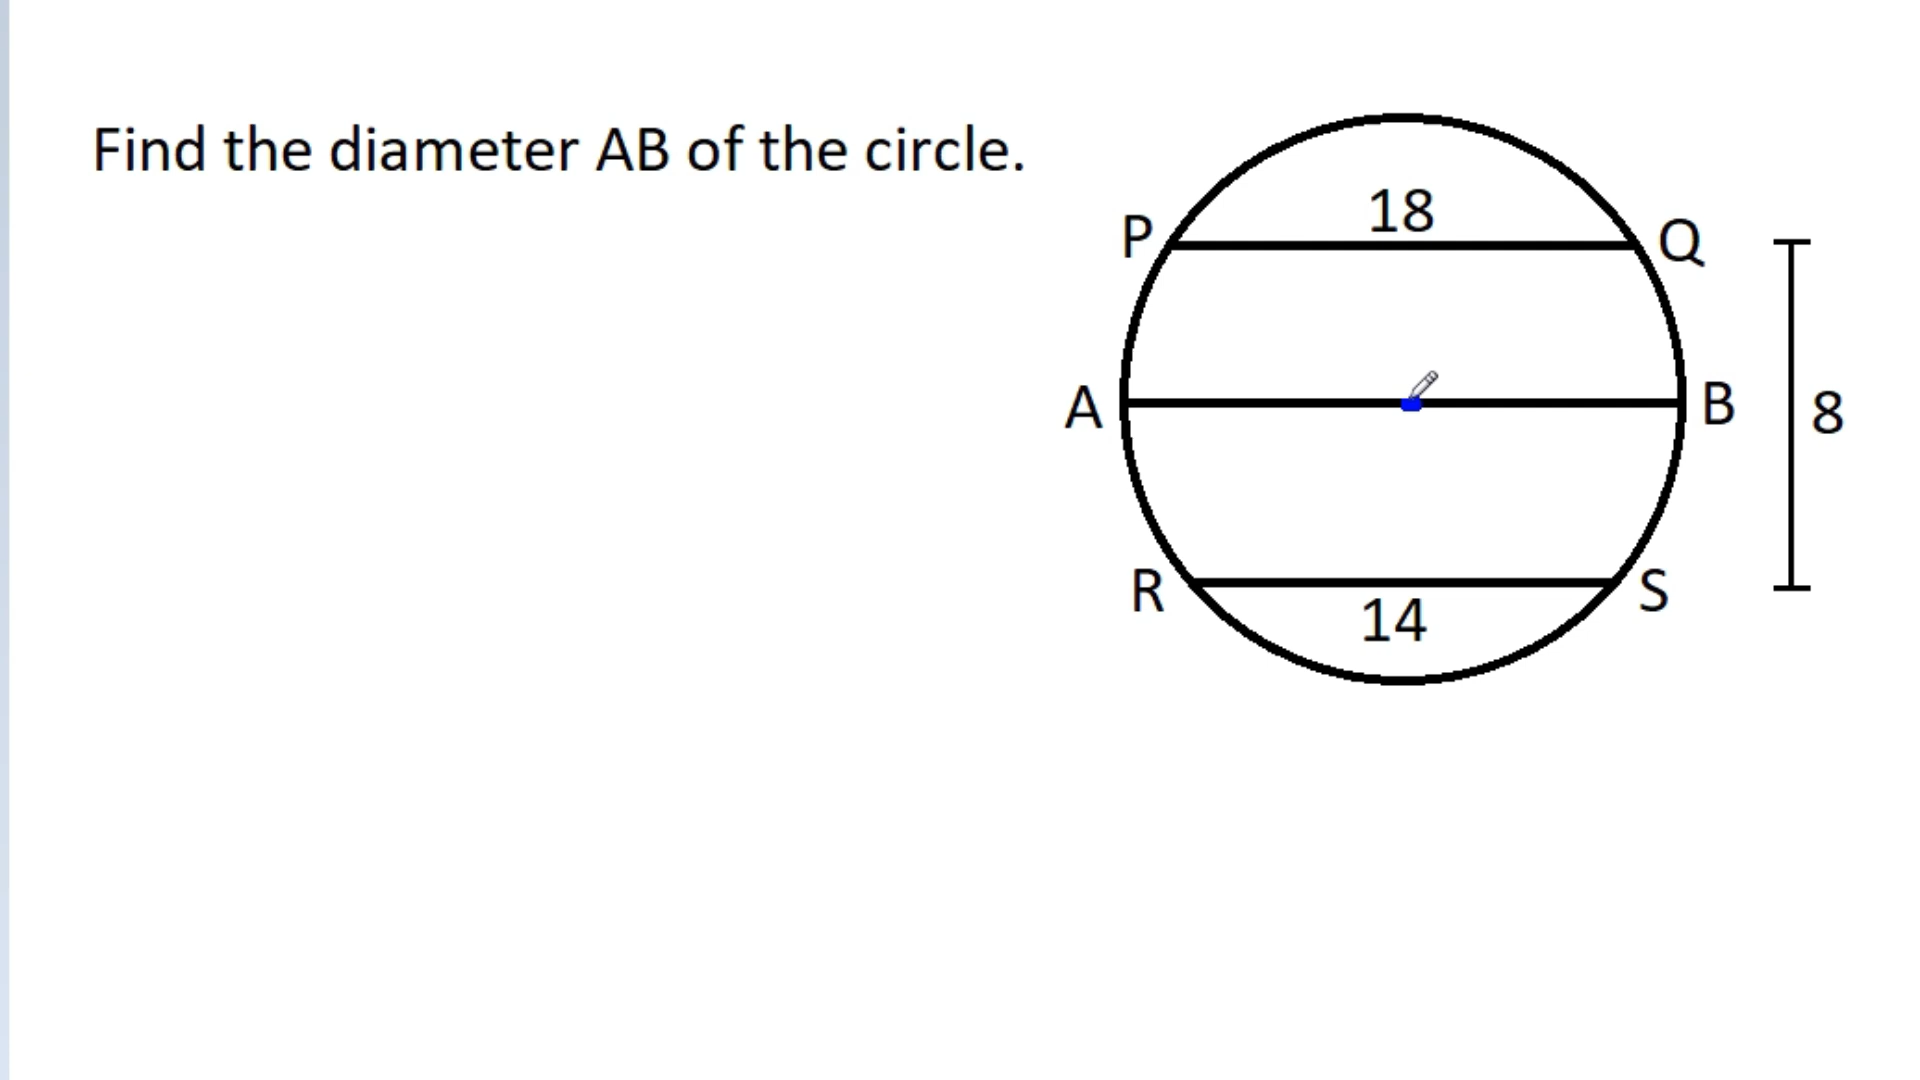 Find the diameter AB of the circle.
18
P
Q
A
B
8
R
S
14